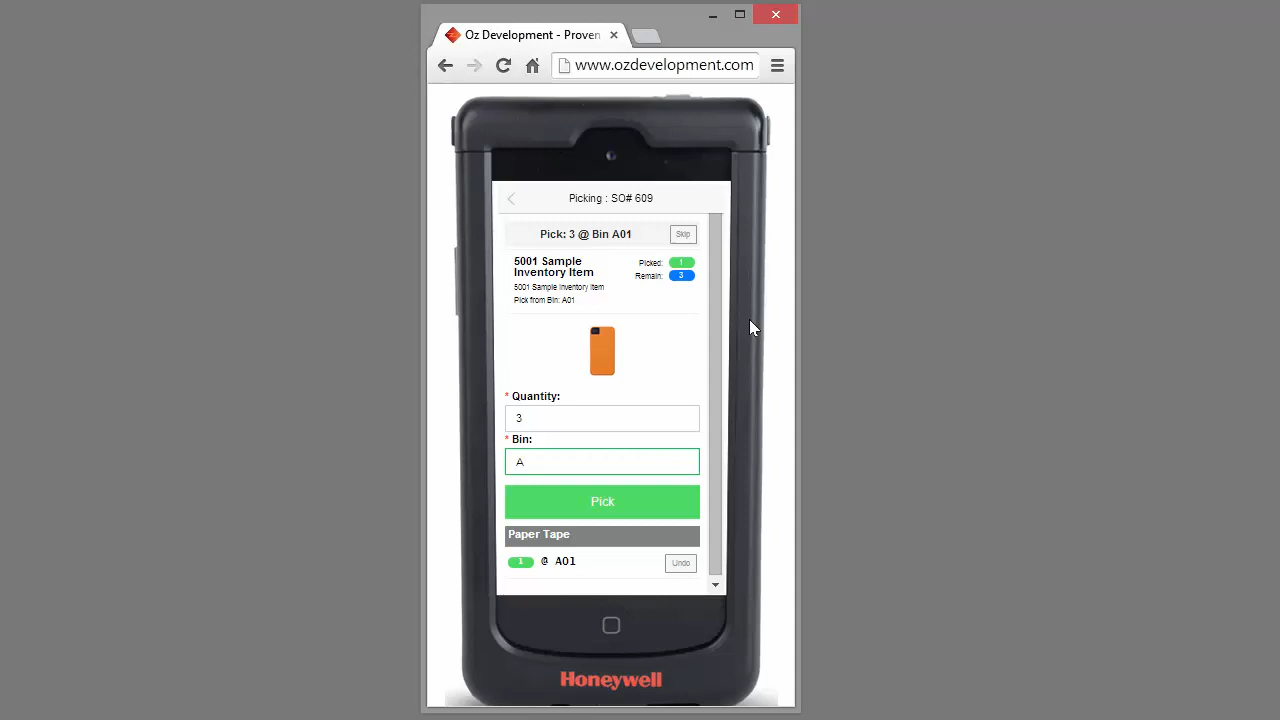 Oz Development - Proven
www.ozdevelopment.com
Picking : SO# 609
Pick: 3 @ Bin A01
Skip
5001 Sample
Inventory Item
Picked: 1
Remain: 3
5001 Sample Inventory Item
Pick from Bin: A01
* Quantity:
3
* Bin:
A
Pick
Paper Tape
1 @ A01
Undo
Honeywell